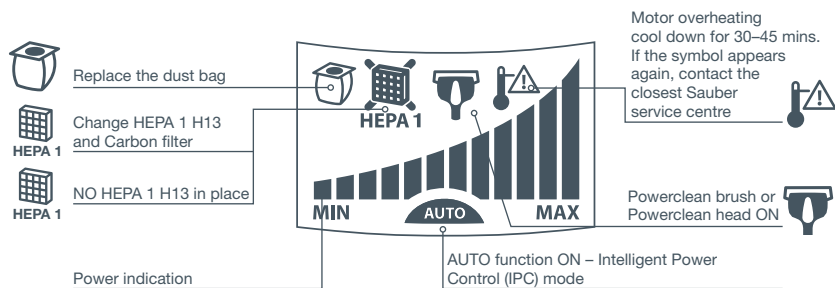 Replace the dust bag
HEPA 1
Change HEPA 1 H13
and Carbon filter
HEPA 1
NO HEPA 1 H13 in place
Power indication
HEPA 1
MIN
AUTO
MAX
AUTO function ON – Intelligent Power
Control (IPC) mode
Motor overheating
cool down for 30–45 mins.
If the symbol appears
again, contact the
closest Sauber
service centre
Powerclean brush or
Powerclean head ON